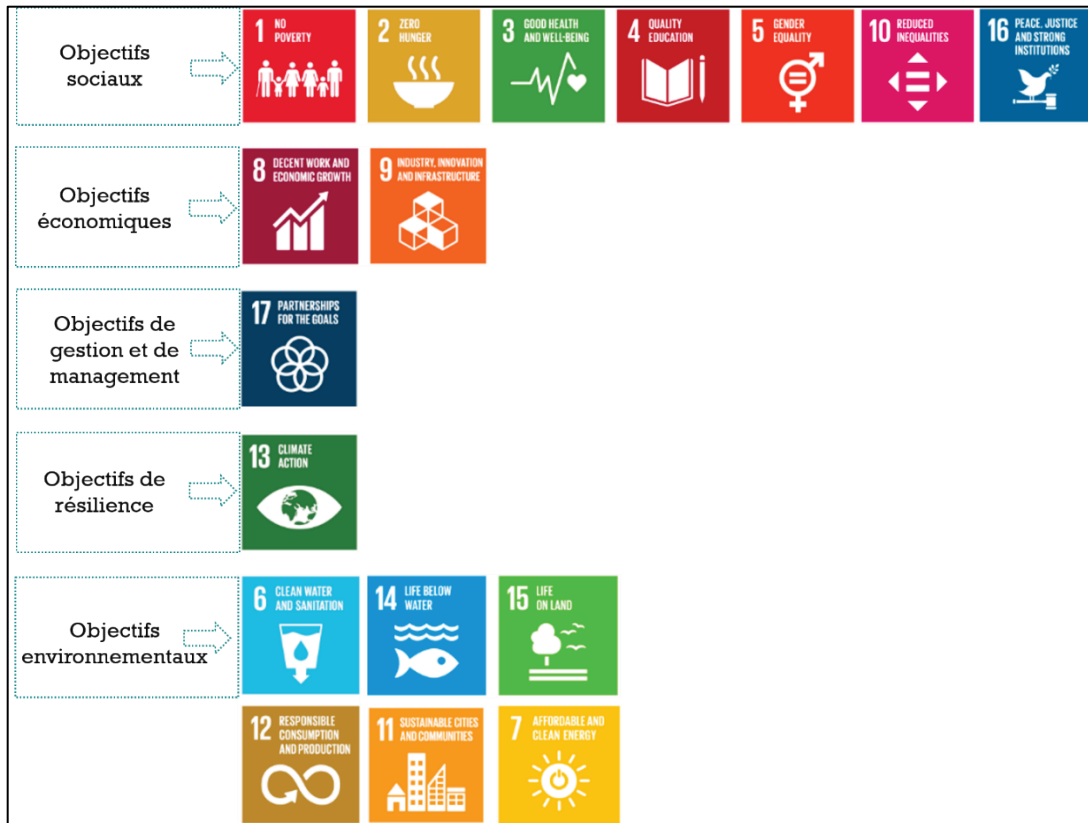 Objectifs
sociaux
1 NO
POVERTY
2 ZERO
HUNGER
3 GOOD HEALTH
AND WELL-BEING
4 QUALITY
EDUCATION
5 GENDER
EQUALITY
10 REDUCED
INEQUALITIES
16 PEACE, JUSTICE
AND STRONG
INSTITUTIONS
Objectifs
économiques
8 DECENT WORK AND
ECONOMIC GROWTH
9 INDUSTRY, INNOVATION
AND INFRASTRUCTURE
Objectifs de
gestion et de
management
17 PARTNERSHIPS
FOR THE GOALS
Objectifs de
résilience
13 CLIMATE
ACTION
Objectifs
environnementaux
6 CLEAN WATER
AND SANITATION
14 LIFE BELOW
WATER
15 LIFE
ON LAND
12 RESPONSIBLE
CONSUMPTION
AND PRODUCTION
11 SUSTAINABLE CITIES
AND COMMUNITIES
7 AFFORDABLE AND
CLEAN ENERGY